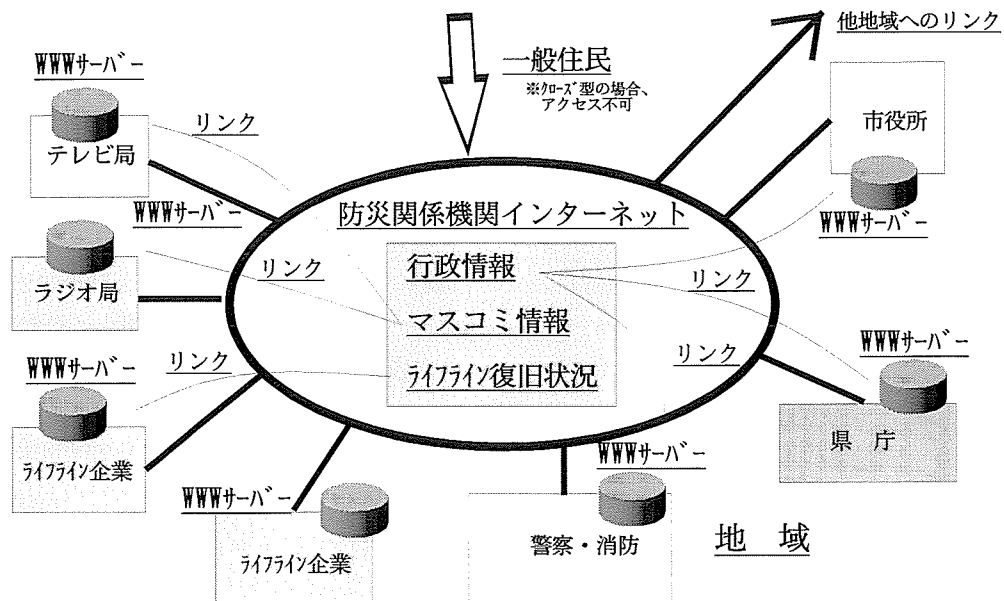 他地域へのリンク
一般住民
※ｸﾛｰｽﾞ型の場合、
アクセス不可
WWWサーバー
テレビ局
リンク
市役所
WWWサーバー
WWWサーバー
ラジオ局
防災関係機関インターネット
リンク
行政情報
リンク
マスコミ情報
リンク
ﾗｲﾌﾗｲﾝ復旧状況
リンク
WWWサーバー
ﾗｲﾌﾗｲﾝ企業
WWWサーバー
県 庁
WWWサーバー
ﾗｲﾌﾗｲﾝ企業
WWWサーバー
警察・消防
地 域